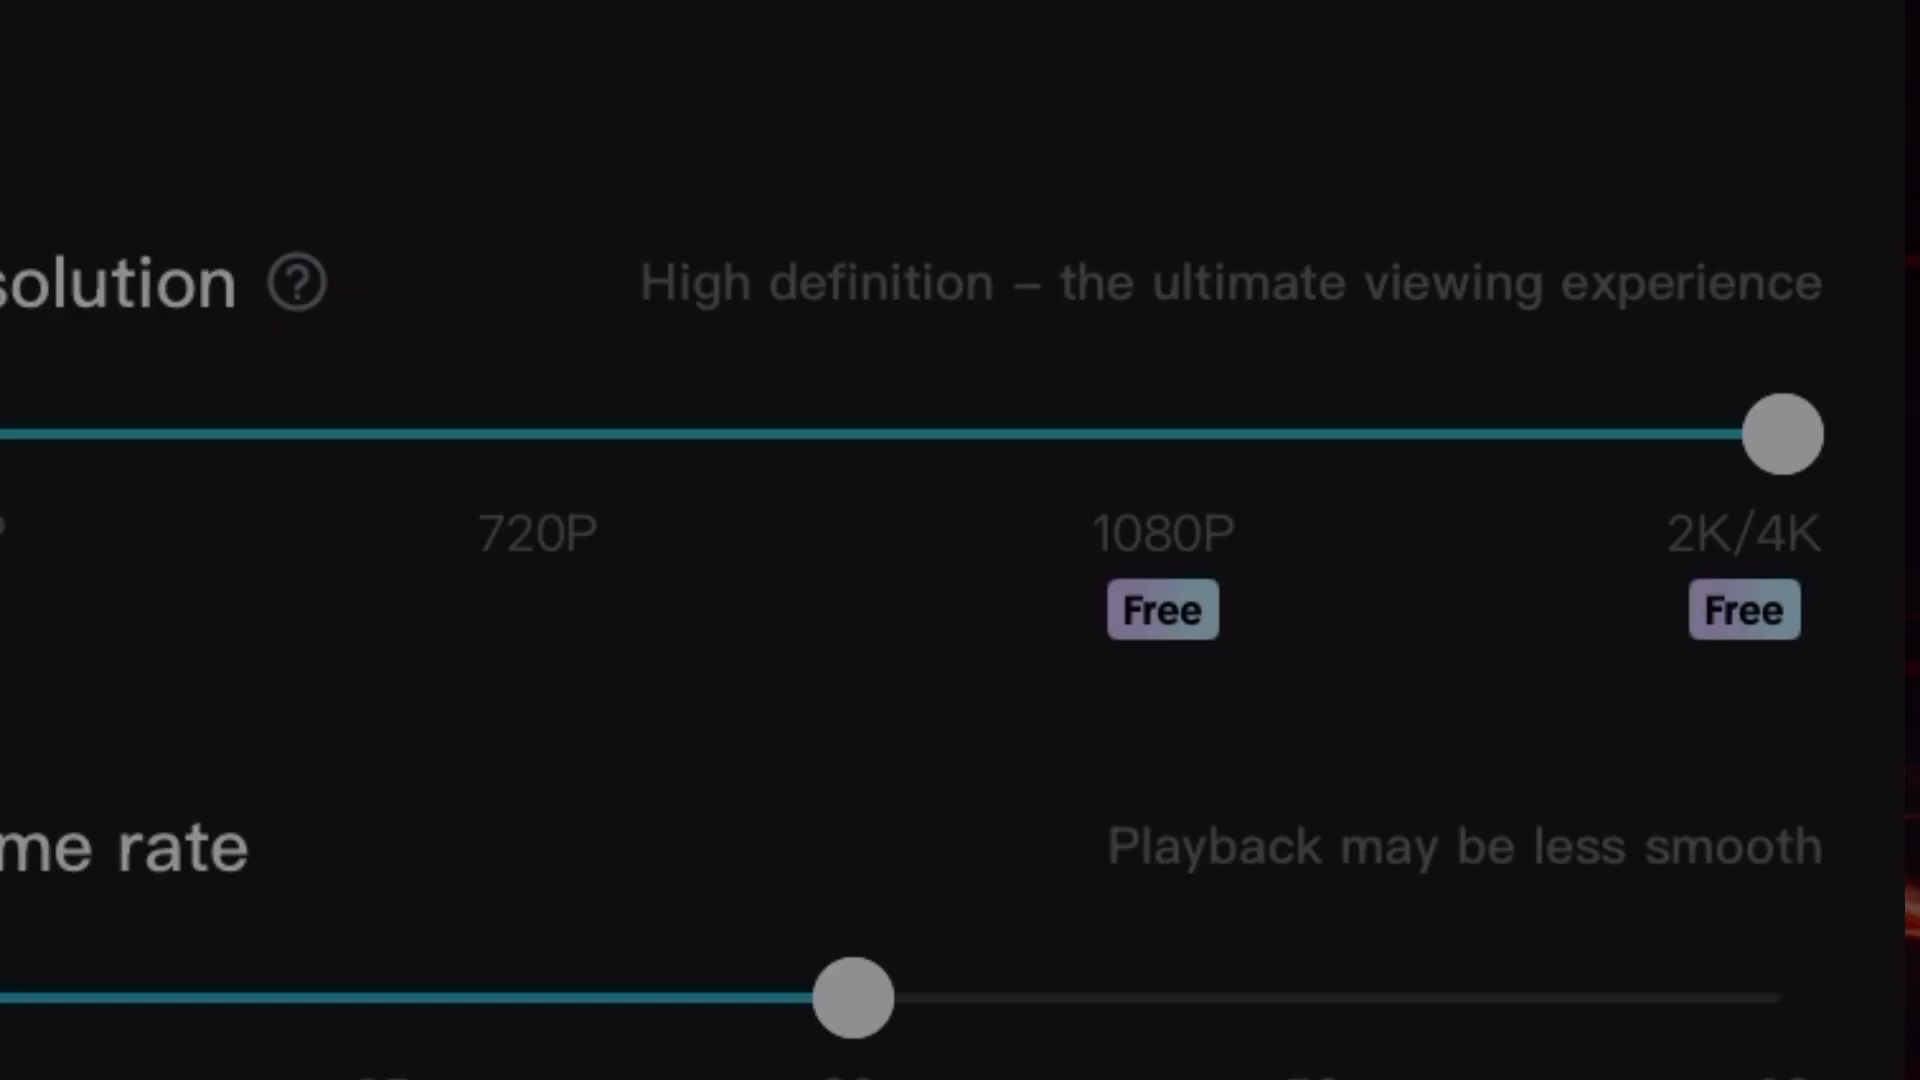 solution ?
High definition – the ultimate viewing experience
720P
1080P
2K/4K
Free
Free
me rate
Playback may be less smooth